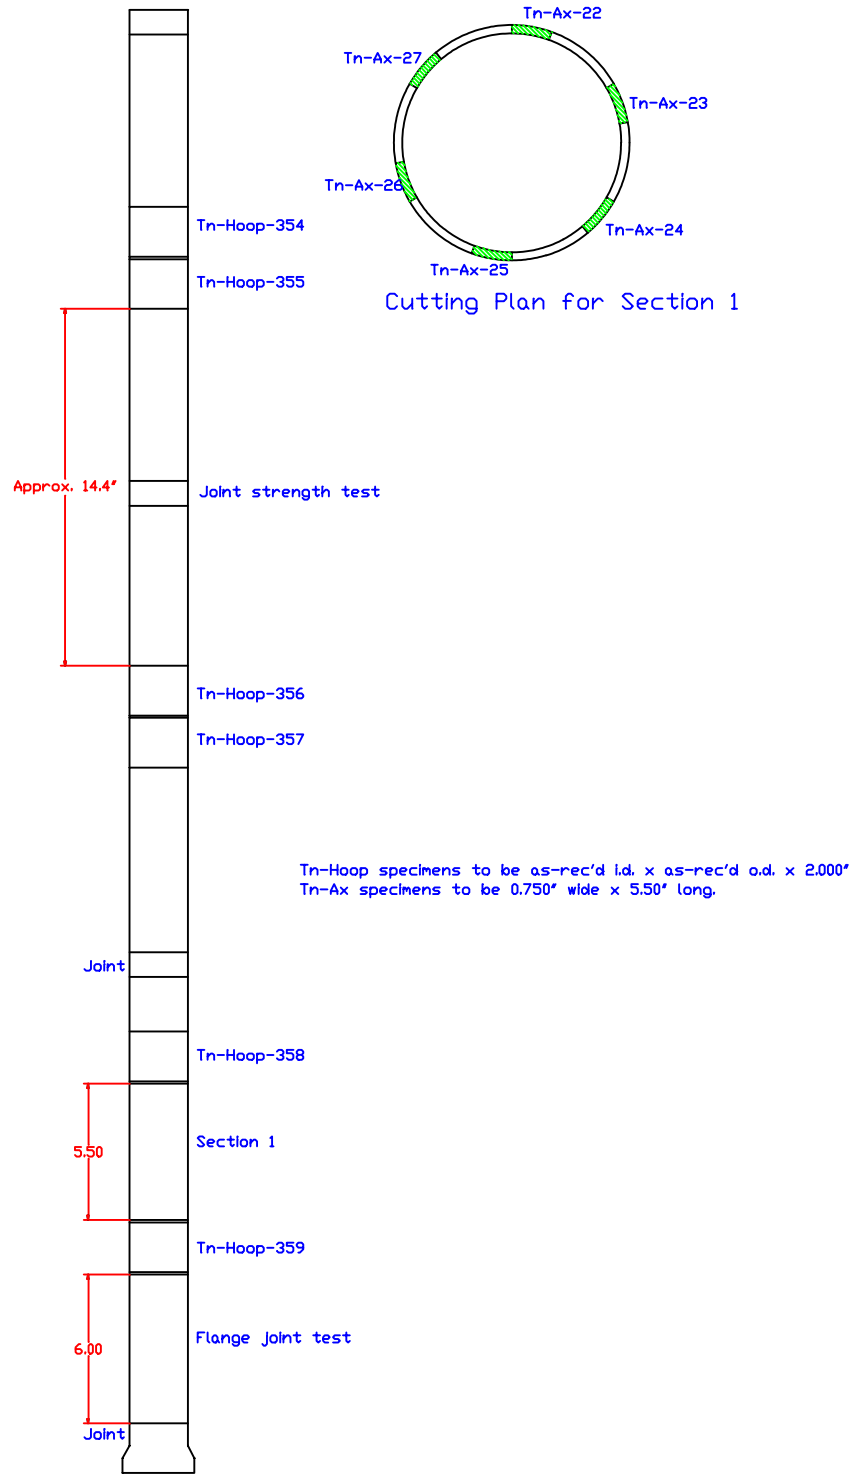 Tn-Ax-22
Tn-Ax-27
Tn-Ax-23
Tn-Ax-26
Tn-Ax-24
Tn-Ax-25
Cutting Plan for Section 1
Tn-Hoop-354
Tn-Hoop-355
Approx. 14.4"
Joint strength test
Tn-Hoop-356
Tn-Hoop-357
Tn-Hoop specimens to be as-rec'd i.d. x as-rec'd o.d. x 2.000"
Tn-Ax specimens to be 0.750" wide x 5.50" long.
Joint
Tn-Hoop-358
Section 1
5.50
Tn-Hoop-359
Flange joint test
6.00
Joint